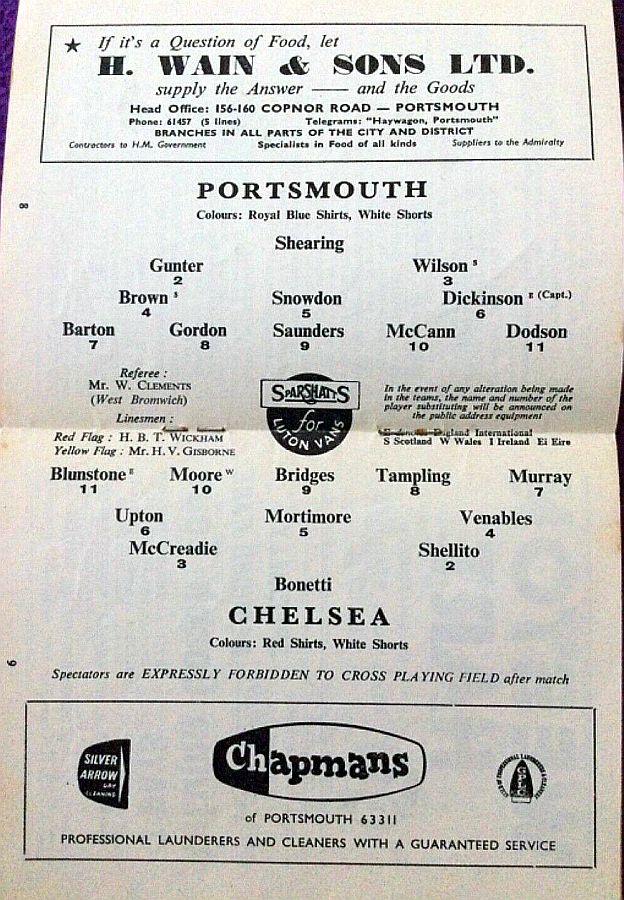 ★ If it's a Question of Food, let
H. WAIN & SONS LTD.
supply the Answer — and the Goods
Head Office: 156-160 COPNOR ROAD — PORTSMOUTH
Phone: 61457 (5 lines) Telegrams: "Haywagon, Portsmouth"
BRANCHES IN ALL PARTS OF THE CITY AND DISTRICT
Contractors to H.M. Government Specialists in Food of all kinds Suppliers to the Admiralty
8
PORTSMOUTH
Colours: Royal Blue Shirts, White Shorts
Shearing
Gunter Wilson S
2 3
Brown S Snowdon Dickinson E (Capt.)
4 5 6
Barton Gordon Saunders McCann Dodson
7 8 9 10 11
Referee :
Mr. W. CLEMENTS
(West Bromwich)
Linesmen :
Red Flag : H. B. T. WICKHAM
Yellow Flag : Mr. H. V. GISBORNE
SPARSHATTS
for
LUTON VANS
In the event of any alteration being made
in the teams, the name and number of the
player substituting will be announced on
the public address equipment
E denotes England International
S Scotland W Wales I Ireland Ei Eire
Blunstone E Moore W Bridges Tampling Murray
11 10 9 8 7
Upton Mortimore Venables
6 5 4
McCreadie Shellito
3 2
Bonetti
CHELSEA
Colours: Red Shirts, White Shorts
9
Spectators are EXPRESSLY FORBIDDEN TO CROSS PLAYING FIELD after match
SILVER
ARROW
DRY
CLEANING
Chapmans
of PORTSMOUTH 63311
PROFESSIONAL LAUNDERERS AND CLEANERS WITH A GUARANTEED SERVICE